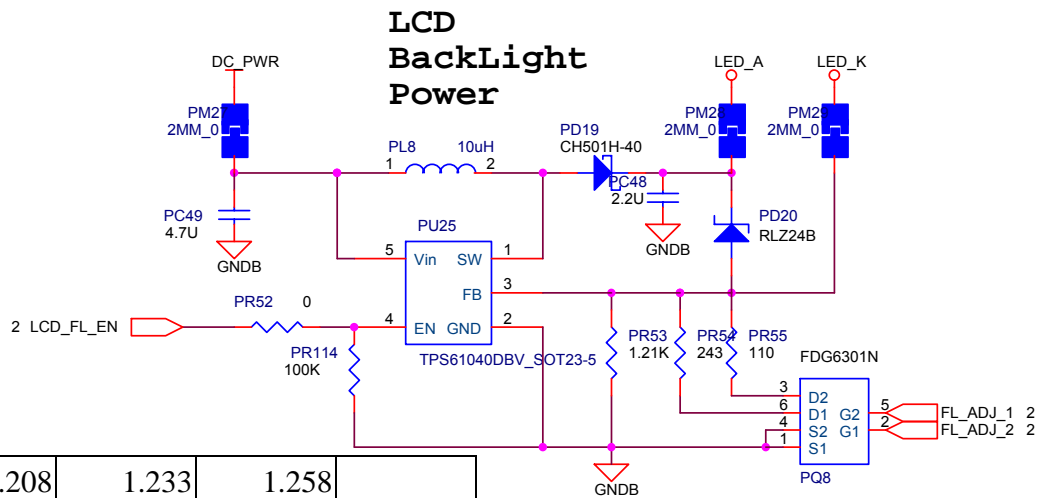 LCD
BackLight
Power
DC_PWR
LED_A
LED_K
PM27
2MM_0
PM28
2MM_0
PM29
2MM_0
PD19
CH501H-40
PL8 10uH
1 2
PC48
2.2U
PC49
4.7U
GNDB
GNDB
PD20
RLZ24B
PU25
5 Vin SW 1
FB 3
4 EN GND 2
TPS61040DBV_SOT23-5
PR52 0
2 LCD_FL_EN
PR114
100K
PR53
1.21K
PR54
243
PR55
110
FDG6301N
3 D2
6 D1 G2 5 FL_ADJ_1 2
4 S2 G1 2 FL_ADJ_2 2
1 S1
PQ8
GNDB
.208 1.233 1.258